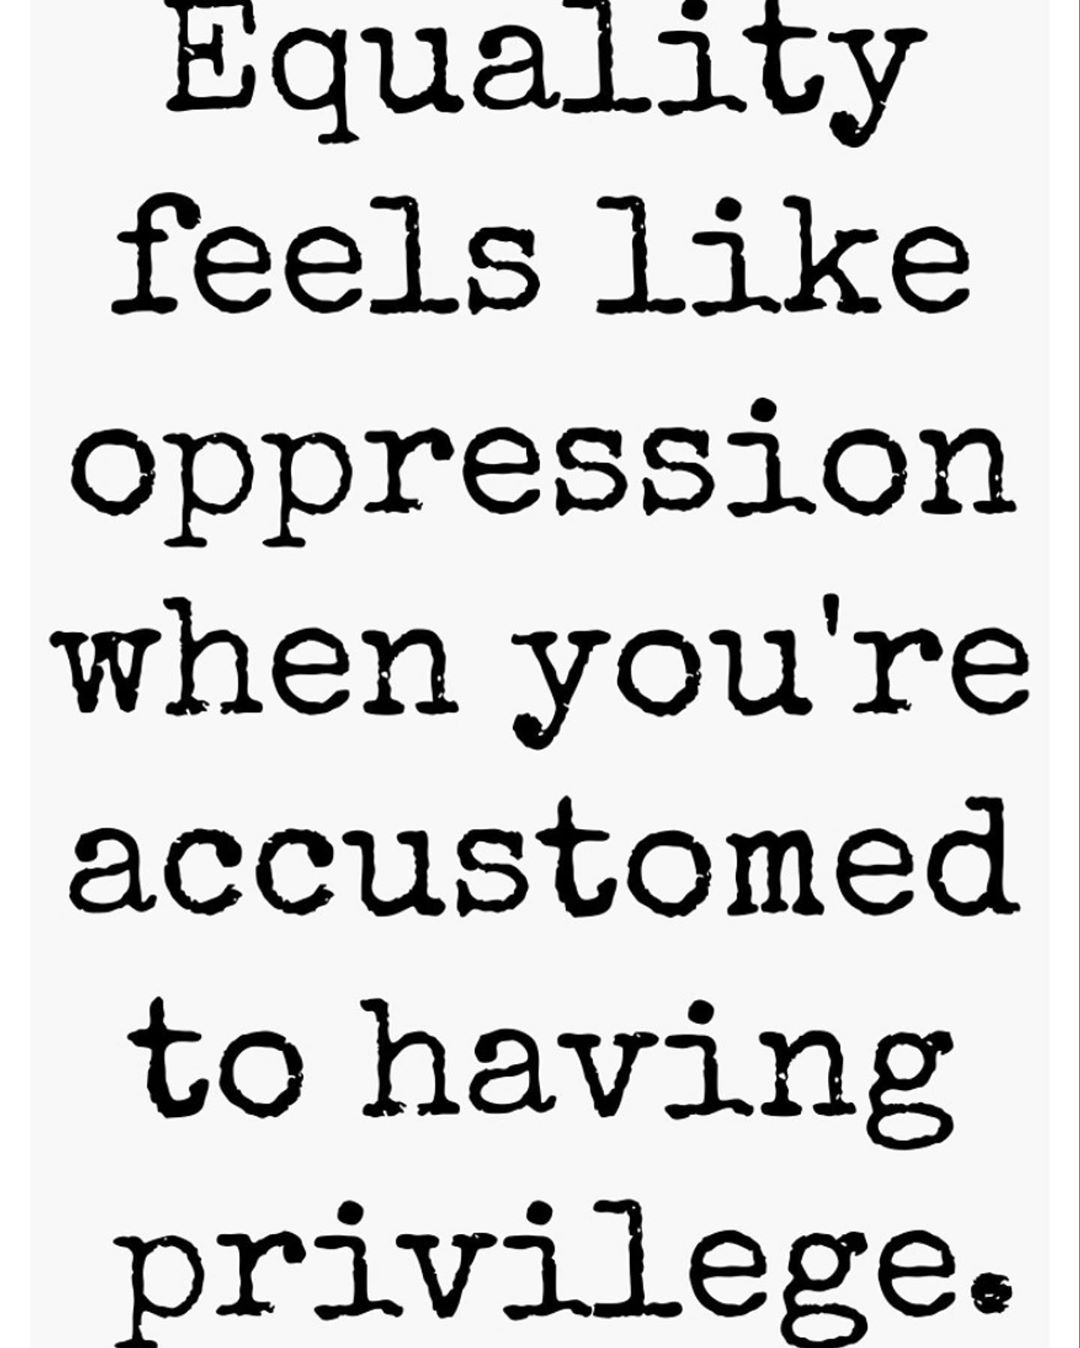 Equality
feels like
oppression
when you're
accustomed
to having
privilege.